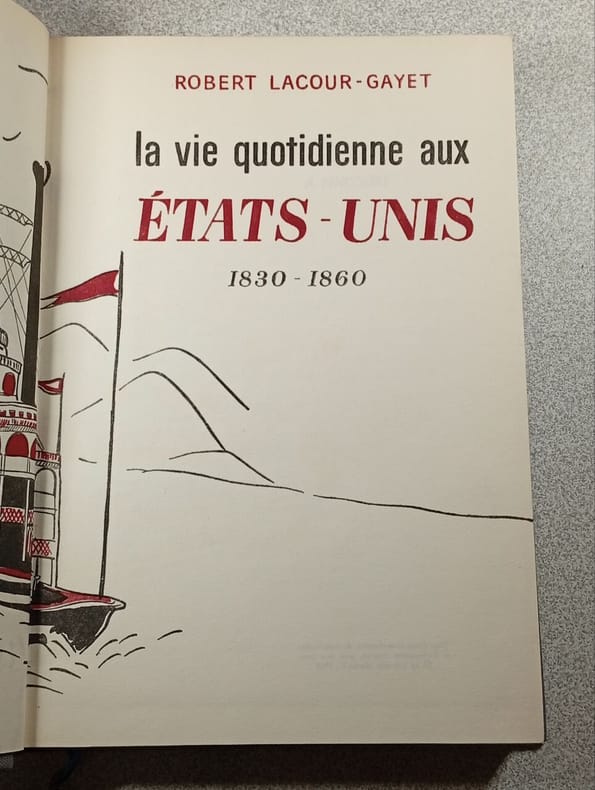 ROBERT LACOUR-GAYET
la vie quotidienne aux
ÉTATS-UNIS
1830-1860